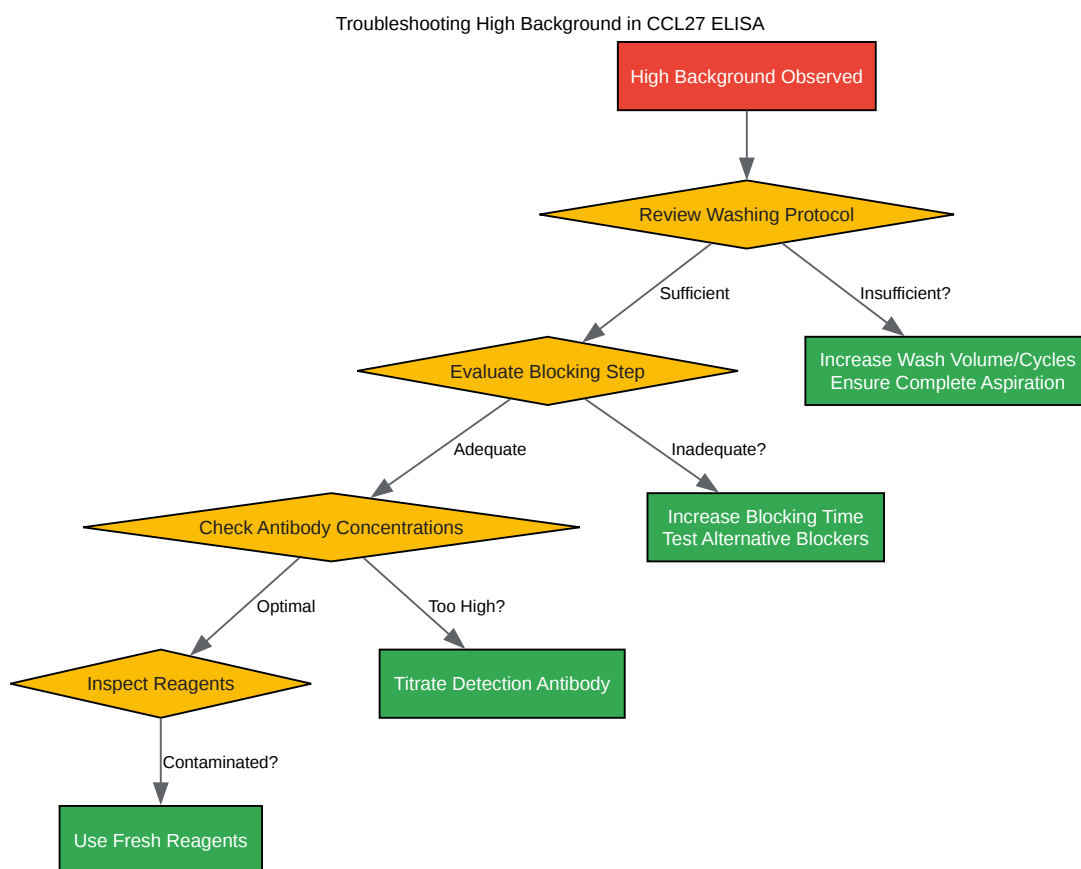 Troubleshooting High Background in CCL27 ELISA
High Background Observed
Review Washing Protocol
Sufficient
Insufficient?
Evaluate Blocking Step
Increase Wash Volume/Cycles
Ensure Complete Aspiration
Adequate
Inadequate?
Check Antibody Concentrations
Increase Blocking Time
Test Alternative Blockers
Optimal
Too High?
Inspect Reagents
Titrate Detection Antibody
Contaminated?
Use Fresh Reagents